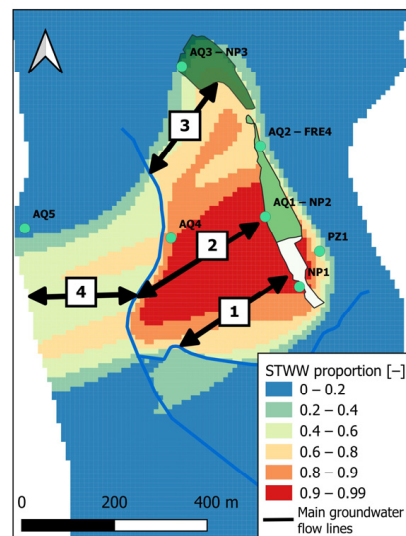 AQ3 – NP3
3
AQ2 – FRE4
AQ1 – NP2
AQ5
AQ4
2
PZ1
4
NP1
1
STWW proportion [–]
0 – 0.2
0.2 – 0.4
0.4 – 0.6
0.6 – 0.8
0.8 – 0.9
0.9 – 0.99
Main groundwater
flow lines
0 200 400 m